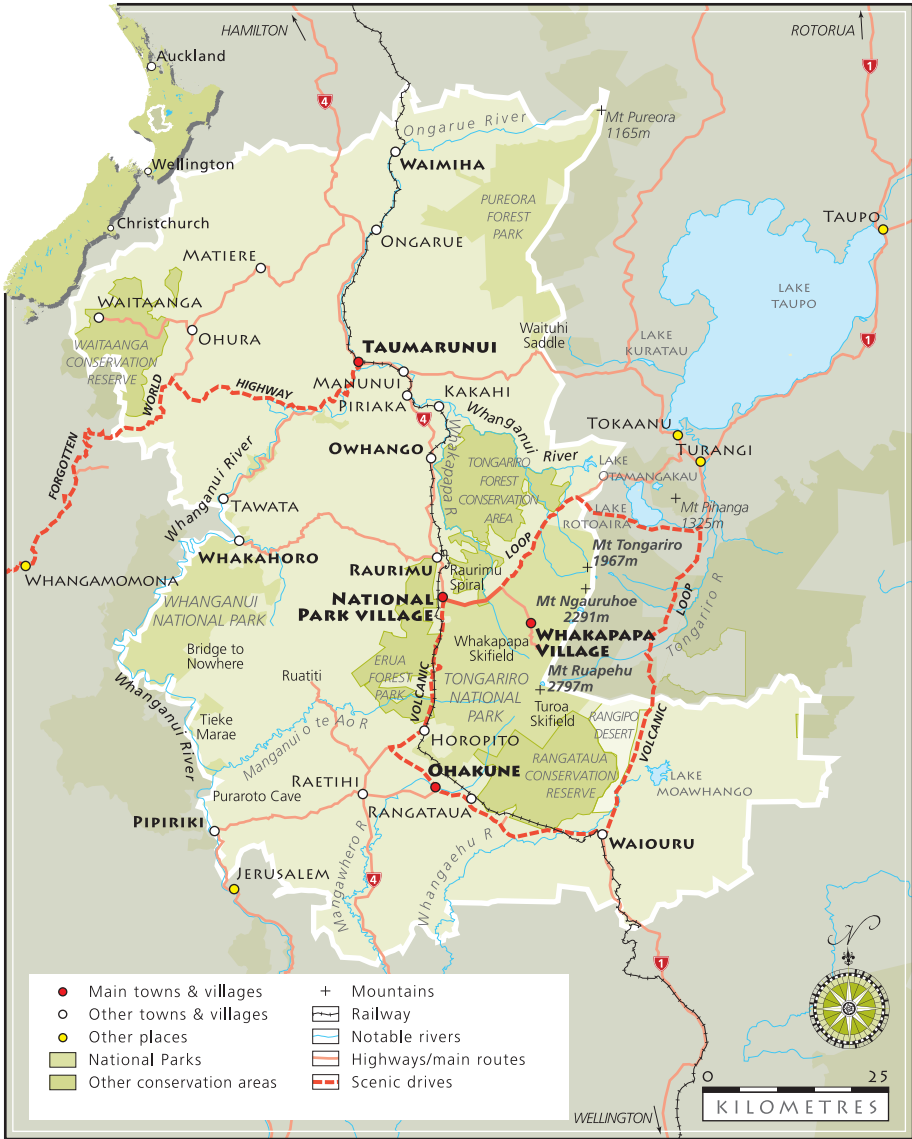 HAMILTON
ROTORUA
4
1
Auckland
Wellington
Christchurch
Ongarue River
Mt Pureora
1165m
WAIMIHA
PUREORA
FOREST
PARK
ONGARUE
TAUPO
MATIERE
LAKE
TAUPO
WAITAANGA
OHURA
WAITAANGA
CONSERVATION
RESERVE
Waituhi
Saddle
LAKE
KURATAU
1
TAUMARUNUI
MANUNUI
PIRIAKA
KAKAHI
4
FORGOTTEN
WORLD
HIGHWAY
Whanganui
River
Whakapapa R
OWHANGO
TOKAANU
TURANGI
TONGARIRO
FOREST
CONSERVATION
AREA
LAKE
OTAMANGAKAU
Mt Pihanga
1325m
LAKE
ROTOAIRA
Whanganui River
TAWATA
WHAKAHORO
WHANGAMOMONA
RAURIMU
Raurimu
Spiral
LOOP
Mt Tongariro
1967m
LOOP
Tongariro R
NATIONAL
PARK VILLAGE
Mt Ngauruhoe
2291m
WHAKAPAPA
VILLAGE
WHANGANUI
NATIONAL PARK
Bridge to
Nowhere
Whakapapa
Skifield
Mt Ruapehu
2797m
ERUA
FOREST
PARK
TONGARIRO
NATIONAL
PARK
Turoa
Skifield
Ruatiti
VOLCANIC
RANGIPO
DESERT
VOLCANIC
Whanganui River
Tieke
Marae
Manganui o te Ao R
HOROPITO
OHAKUNE
RANGATAUA
CONSERVATION
RESERVE
LAKE
MOAWHANGO
RAETIHI
Puraroto Cave
RANGATAUA
PIPIRIKI
WAIOURU
Mangawhero R
Whangaehu R
JERUSALEM
4
1
N
Main towns & villages
Other towns & villages
Other places
National Parks
Other conservation areas
Mountains
Railway
Notable rivers
Highways/main routes
Scenic drives
0 25
KILOMETRES
WELLINGTON